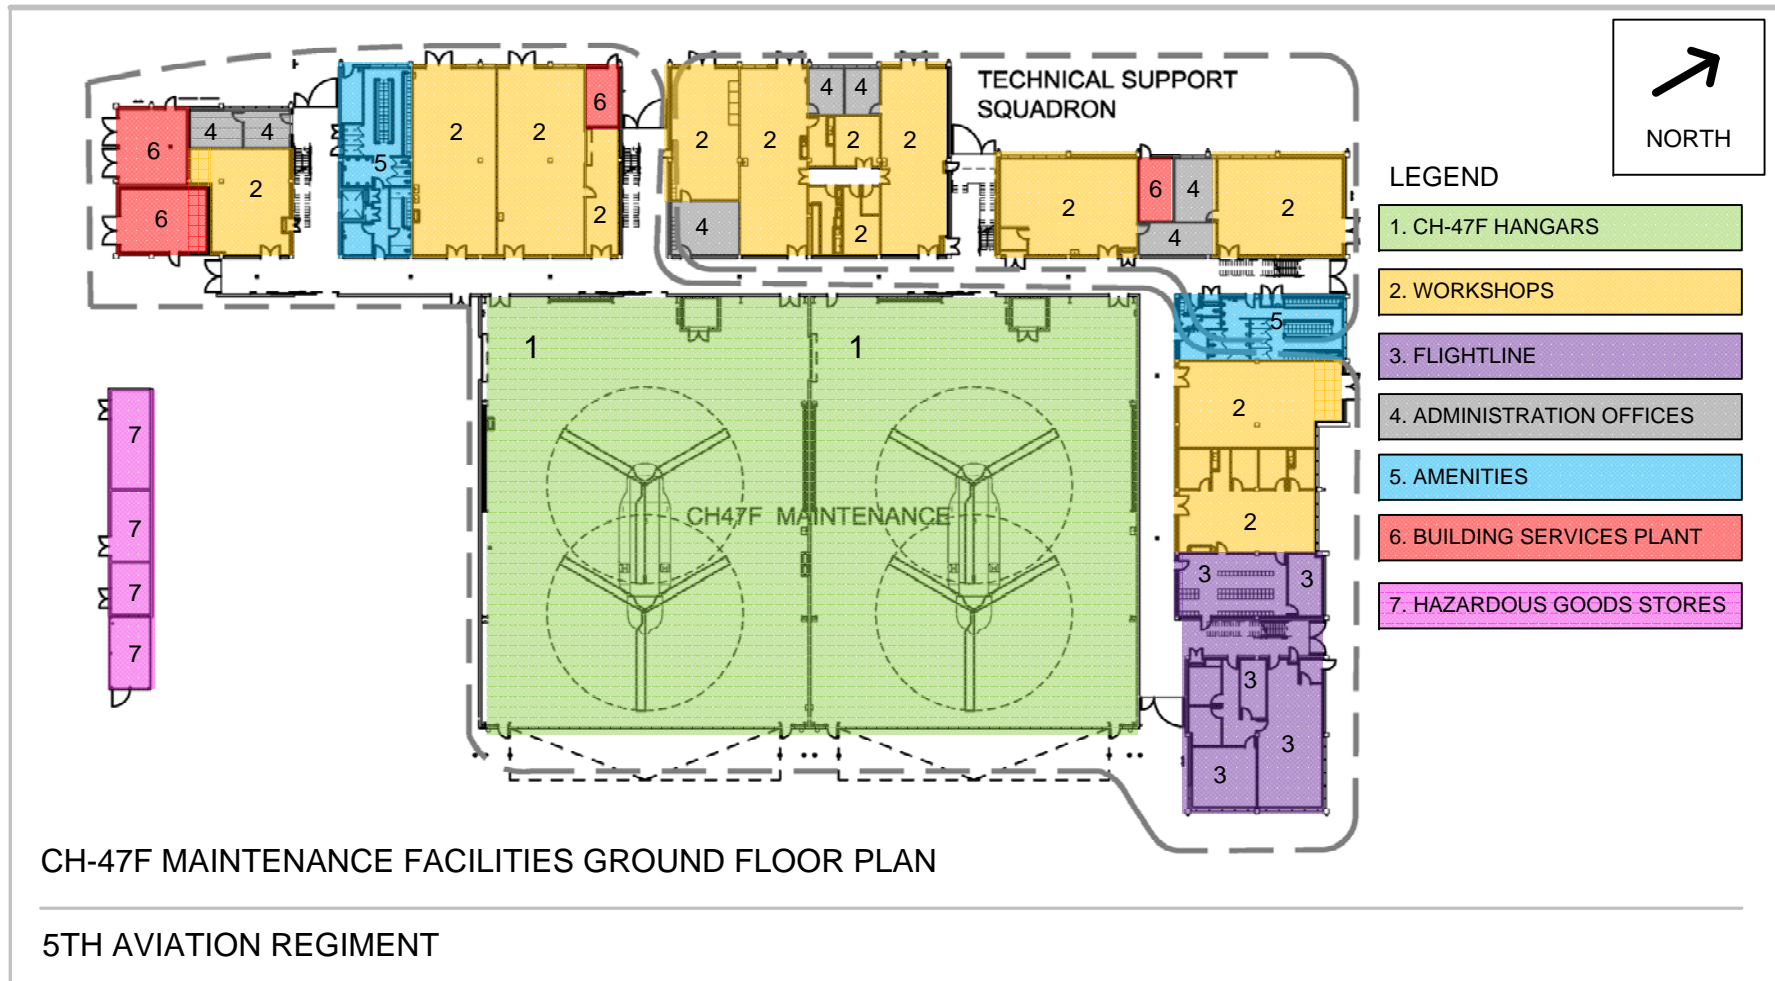 TECHNICAL SUPPORT
SQUADRON
NORTH
6
4
4
2
6
5
2
2
6
2
2
2
4
4
2
2
4
2
2
6
4
4
2
5
1
1
CH47F MAINTENANCE
2
2
3
3
3
3
3
7
7
7
7
LEGEND
1. CH-47F HANGARS
2. WORKSHOPS
3. FLIGHTLINE
4. ADMINISTRATION OFFICES
5. AMENITIES
6. BUILDING SERVICES PLANT
7. HAZARDOUS GOODS STORES
CH-47F MAINTENANCE FACILITIES GROUND FLOOR PLAN
5TH AVIATION REGIMENT